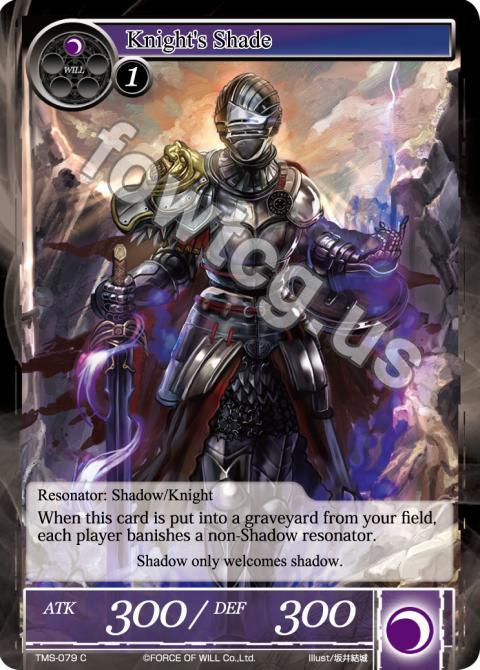 Knight's Shade
WILL
1
fowtcg.us
Resonator: Shadow/Knight
When this card is put into a graveyard from your field,
each player banishes a non-Shadow resonator.
Shadow only welcomes shadow.
ATK 300/ DEF 300
TMS-079 C ©FORCE OF WILL Co.,Ltd. Illust/坂井結城